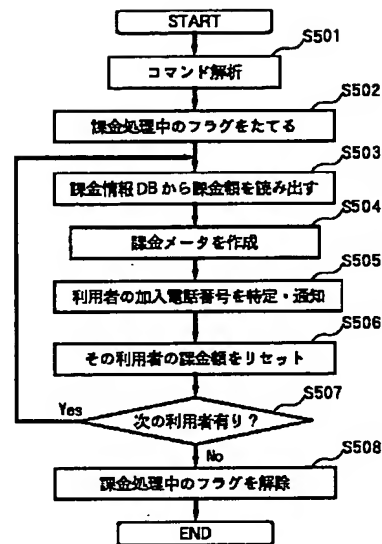 START
S501
コマンド解析
S502
課金処理中のフラグをたてる
S503
課金情報DBから課金額を読み出す
S504
課金メータを作成
S505
利用者の加入電話番号を特定・通知
S506
その利用者の課金額をリセット
S507
Yes
次の利用者有り?
No
S508
課金処理中のフラグを解除
END